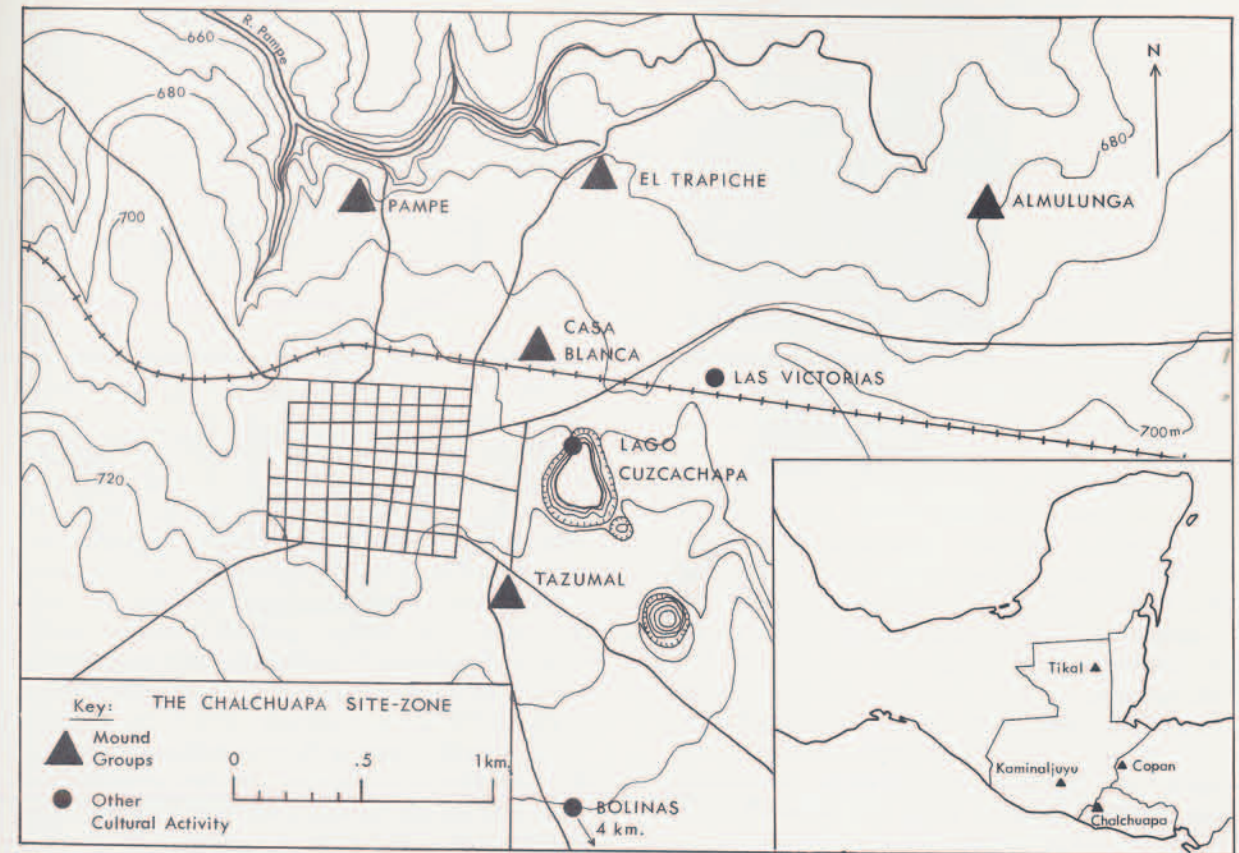 R. Pampe
660
N
680
680
EL TRAPICHE
PAMPE
ALMULUNGA
700
CASA
BLANCA
LAS VICTORIAS
700m
LAGO
CUZCACHAPA
720
TAZUMAL
Tikal
Kaminaljuyu
Copan
Chalchuapa
Key:
THE CHALCHUAPA SITE-ZONE
Mound
Groups
0 .5 1km.
Other
Cultural Activity
BOLINAS
4 km.